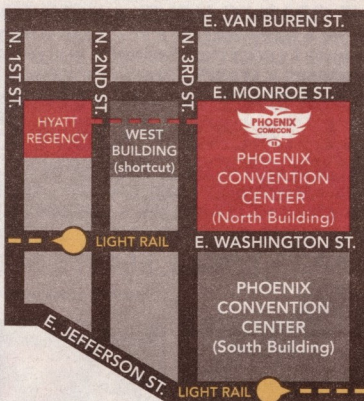 E. VAN BUREN ST.
N. 1ST ST.
N. 2ND ST.
N. 3RD ST.
E. MONROE ST.
HYATT
REGENCY
WEST
BUILDING
(shortcut)
PHOENIX
COMICON
PHOENIX
CONVENTION
CENTER
(North Building)
LIGHT RAIL
E. WASHINGTON ST.
PHOENIX
CONVENTION
CENTER
(South Building)
E. JEFFERSON ST.
LIGHT RAIL